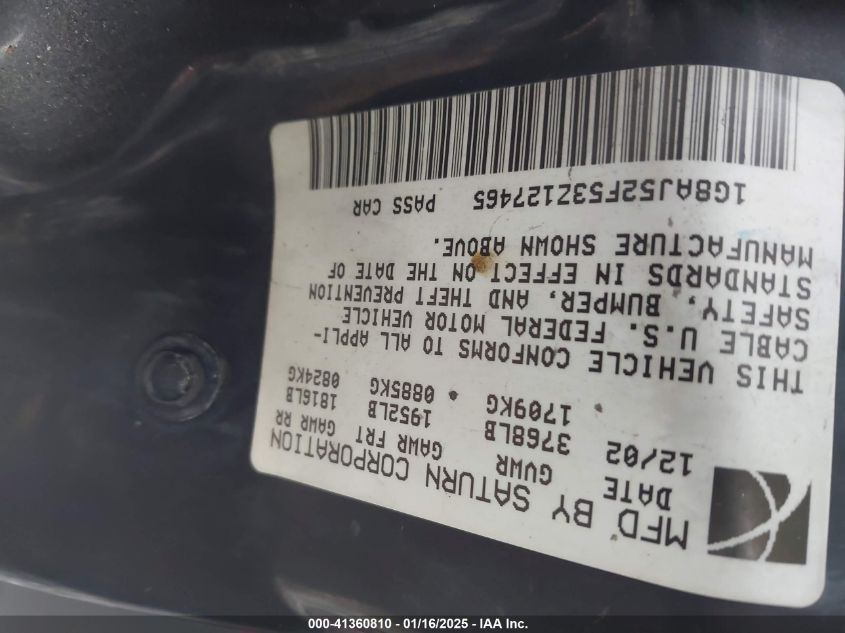 MFD BY SATURN CORPORATION
DATE GVWR GAWR FRT GAWR RR
12/02 3768LB 1952LB 1816LB
1709KG 0885KG 0824KG
THIS VEHICLE CONFORMS TO ALL APPLI-
CABLE U.S. FEDERAL MOTOR VEHICLE
SAFETY, BUMPER, AND THEFT PREVENTION
STANDARDS IN EFFECT ON THE DATE OF
MANUFACTURE SHOWN ABOVE.
1G8AJ52F53Z127465 PASS CAR
000-41360810 - 01/16/2025 - IAA Inc.